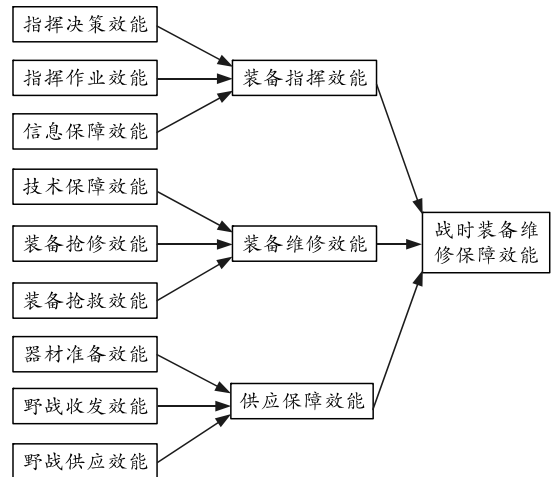 指挥决策效能
指挥作业效能
信息保障效能
技术保障效能
装备抢修效能
装备抢救效能
器材准备效能
野战收发效能
野战供应效能
装备指挥效能
装备维修效能
供应保障效能
战时装备维
修保障效能